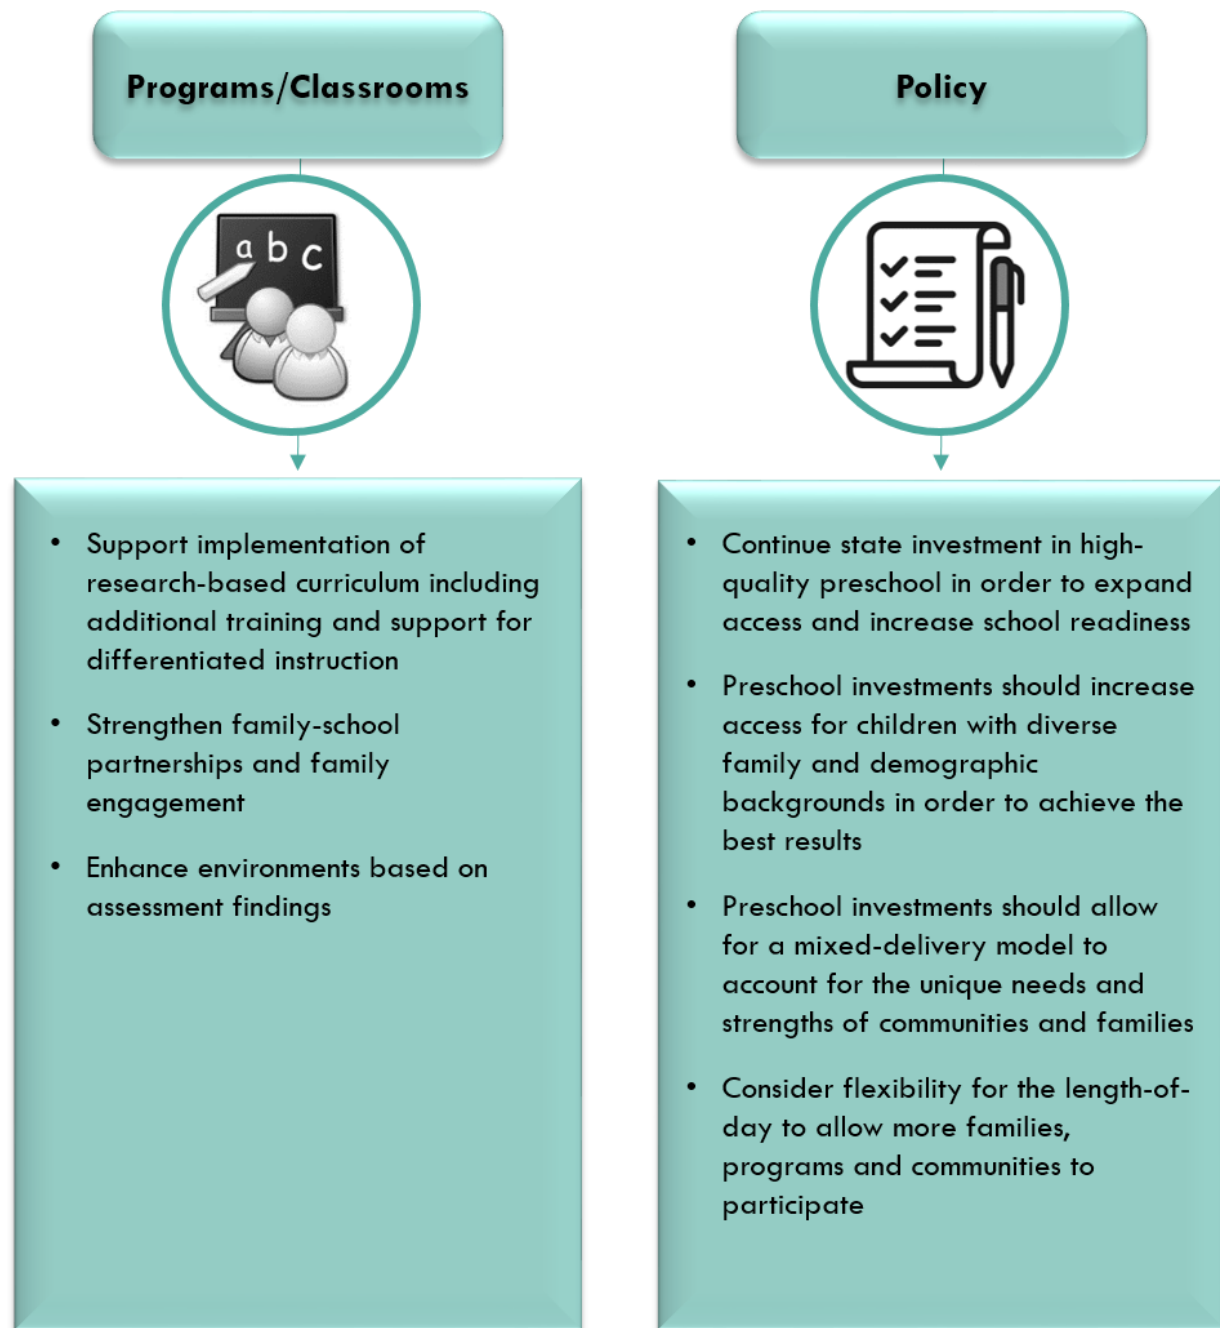 Programs/Classrooms
a b c
• Support implementation of
research-based curriculum including
additional training and support for
differentiated instruction
• Strengthen family-school
partnerships and family
engagement
• Enhance environments based on
assessment findings
Policy
• Continue state investment in high-
quality preschool in order to expand
access and increase school readiness
• Preschool investments should increase
access for children with diverse
family and demographic
backgrounds in order to achieve the
best results
• Preschool investments should allow
for a mixed-delivery model to
account for the unique needs and
strengths of communities and families
• Consider flexibility for the length-of-
day to allow more families,
programs and communities to
participate